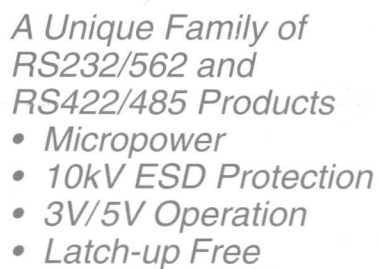 A Unique Family of
RS232/562 and
RS422/485 Products
• Micropower
• 10kV ESD Protection
• 3V/5V Operation
• Latch-up Free